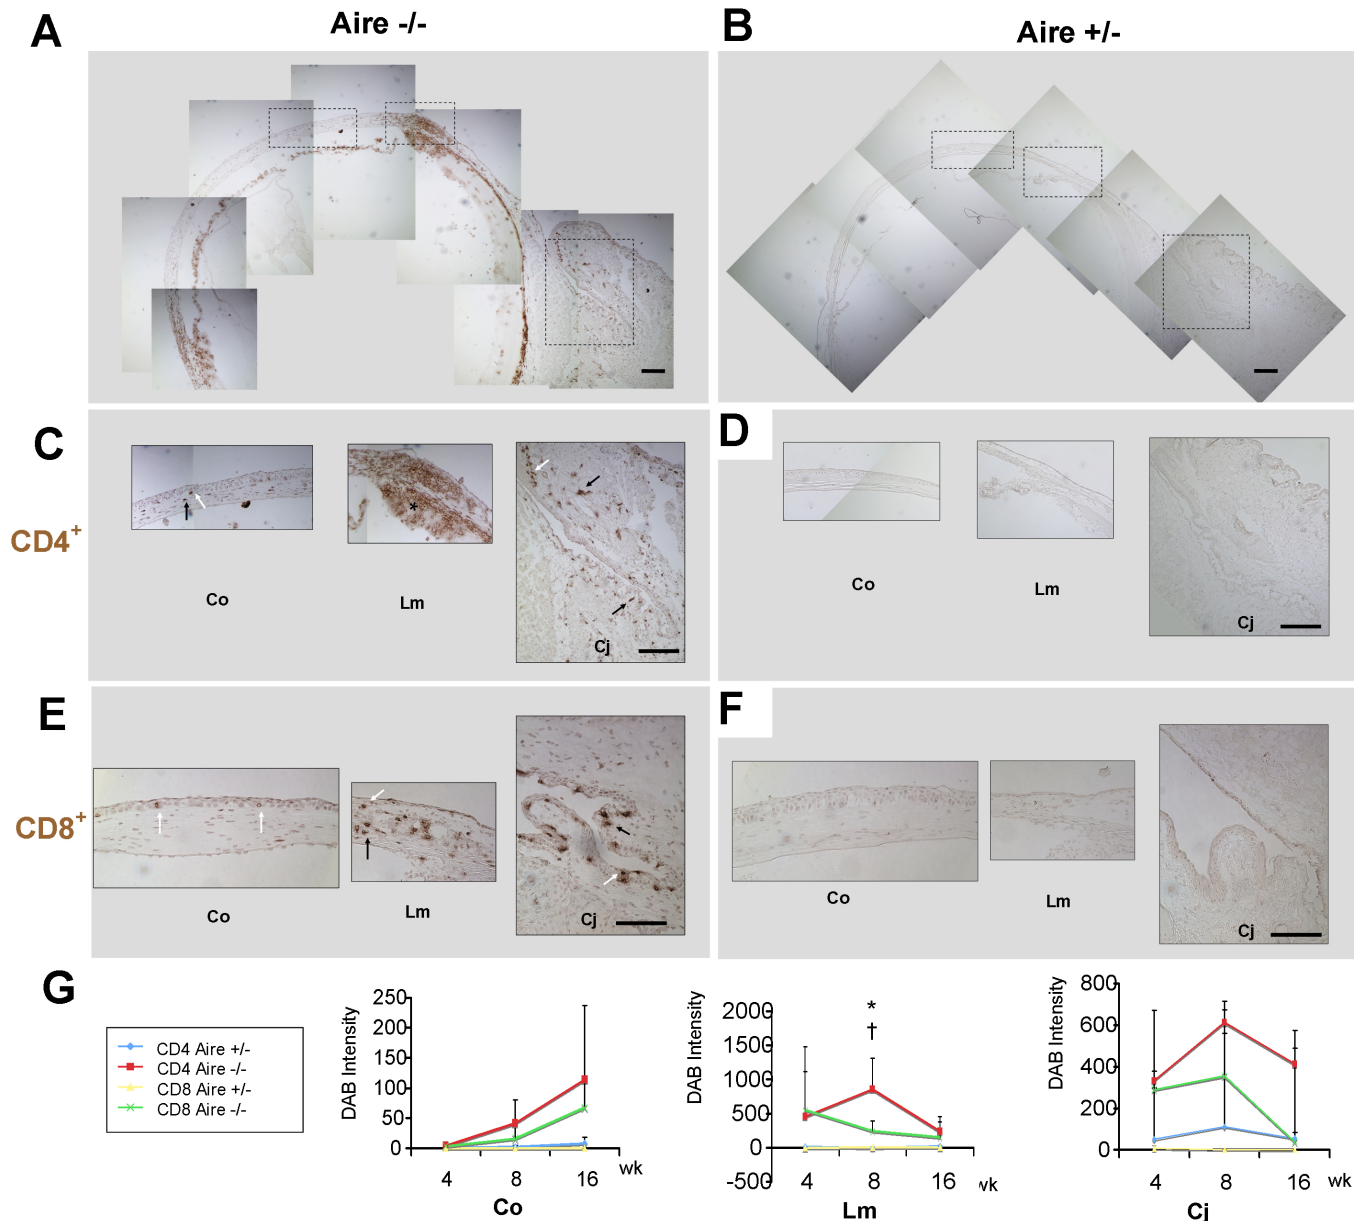 A
Aire -/-
B
Aire +/-
C
D
CD4+
Co
Lm
*
Cj
Co
Lm
Cj
E
F
CD8+
Co
Lm
Cj
Co
Lm
Cj
G
CD4 Aire +/-
CD4 Aire -/-
CD8 Aire +/-
CD8 Aire -/-
DAB Intensity
250
200
150
100
50
0
4
8
16
wk
Co
DAB Intensity
2000
1500
1000
500
0
-500
*
†
4
8
16
wk
Lm
DAB Intensity
800
600
400
200
0
4
8
16
wk
Cj